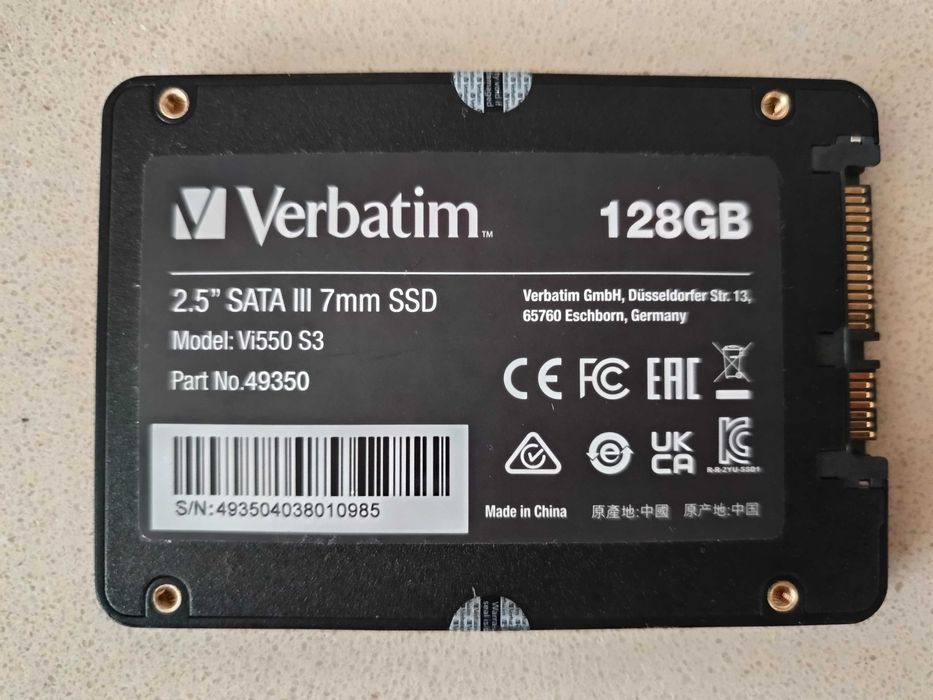 Verbatim™
128GB
2.5” SATA III 7mm SSD
Model: Vi550 S3
Part No.49350
Verbatim GmbH, Düsseldorfer Str. 13,
65760 Eschborn, Germany
CE FC EAC
UK
CA
R-R-2YU-SSD1
S/N:493504038010985
Made in China 原產地:中國 原产地:中国